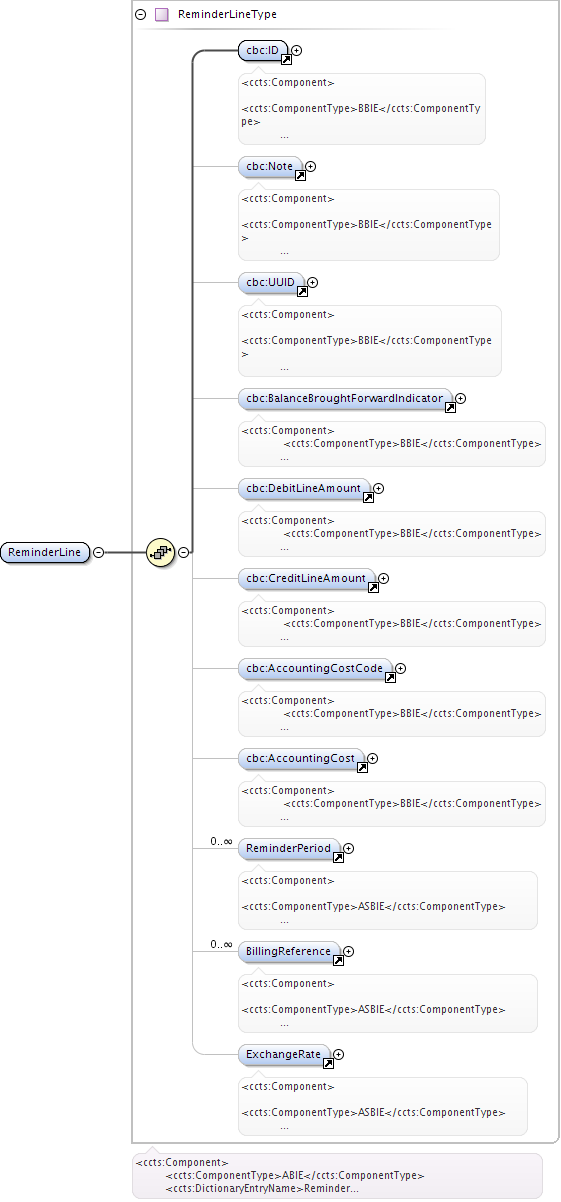 ReminderLineType
cbc:ID
<ccts:Component>
<ccts:ComponentType>BBIE</ccts:ComponentTy
pe>
...
cbc:Note
<ccts:Component>
<ccts:ComponentType>BBIE</ccts:ComponentType
>
...
cbc:UUID
<ccts:Component>
<ccts:ComponentType>BBIE</ccts:ComponentType
>
...
cbc:BalanceBroughtForwardIndicator
<ccts:Component>
<ccts:ComponentType>BBIE</ccts:ComponentType>
...
cbc:DebitLineAmount
<ccts:Component>
<ccts:ComponentType>BBIE</ccts:ComponentType>
...
ReminderLine
cbc:CreditLineAmount
<ccts:Component>
<ccts:ComponentType>BBIE</ccts:ComponentType>
...
cbc:AccountingCostCode
<ccts:Component>
<ccts:ComponentType>BBIE</ccts:ComponentType>
...
cbc:AccountingCost
<ccts:Component>
<ccts:ComponentType>BBIE</ccts:ComponentType>
...
0..∞
ReminderPeriod
<ccts:Component>
<ccts:ComponentType>ASBIE</ccts:ComponentType>
...
0..∞
BillingReference
<ccts:Component>
<ccts:ComponentType>ASBIE</ccts:ComponentType>
...
ExchangeRate
<ccts:Component>
<ccts:ComponentType>ASBIE</ccts:ComponentType>
...
<ccts:Component>
<ccts:ComponentType>ABIE</ccts:ComponentType>
<ccts:DictionaryEntryName>Reminder...